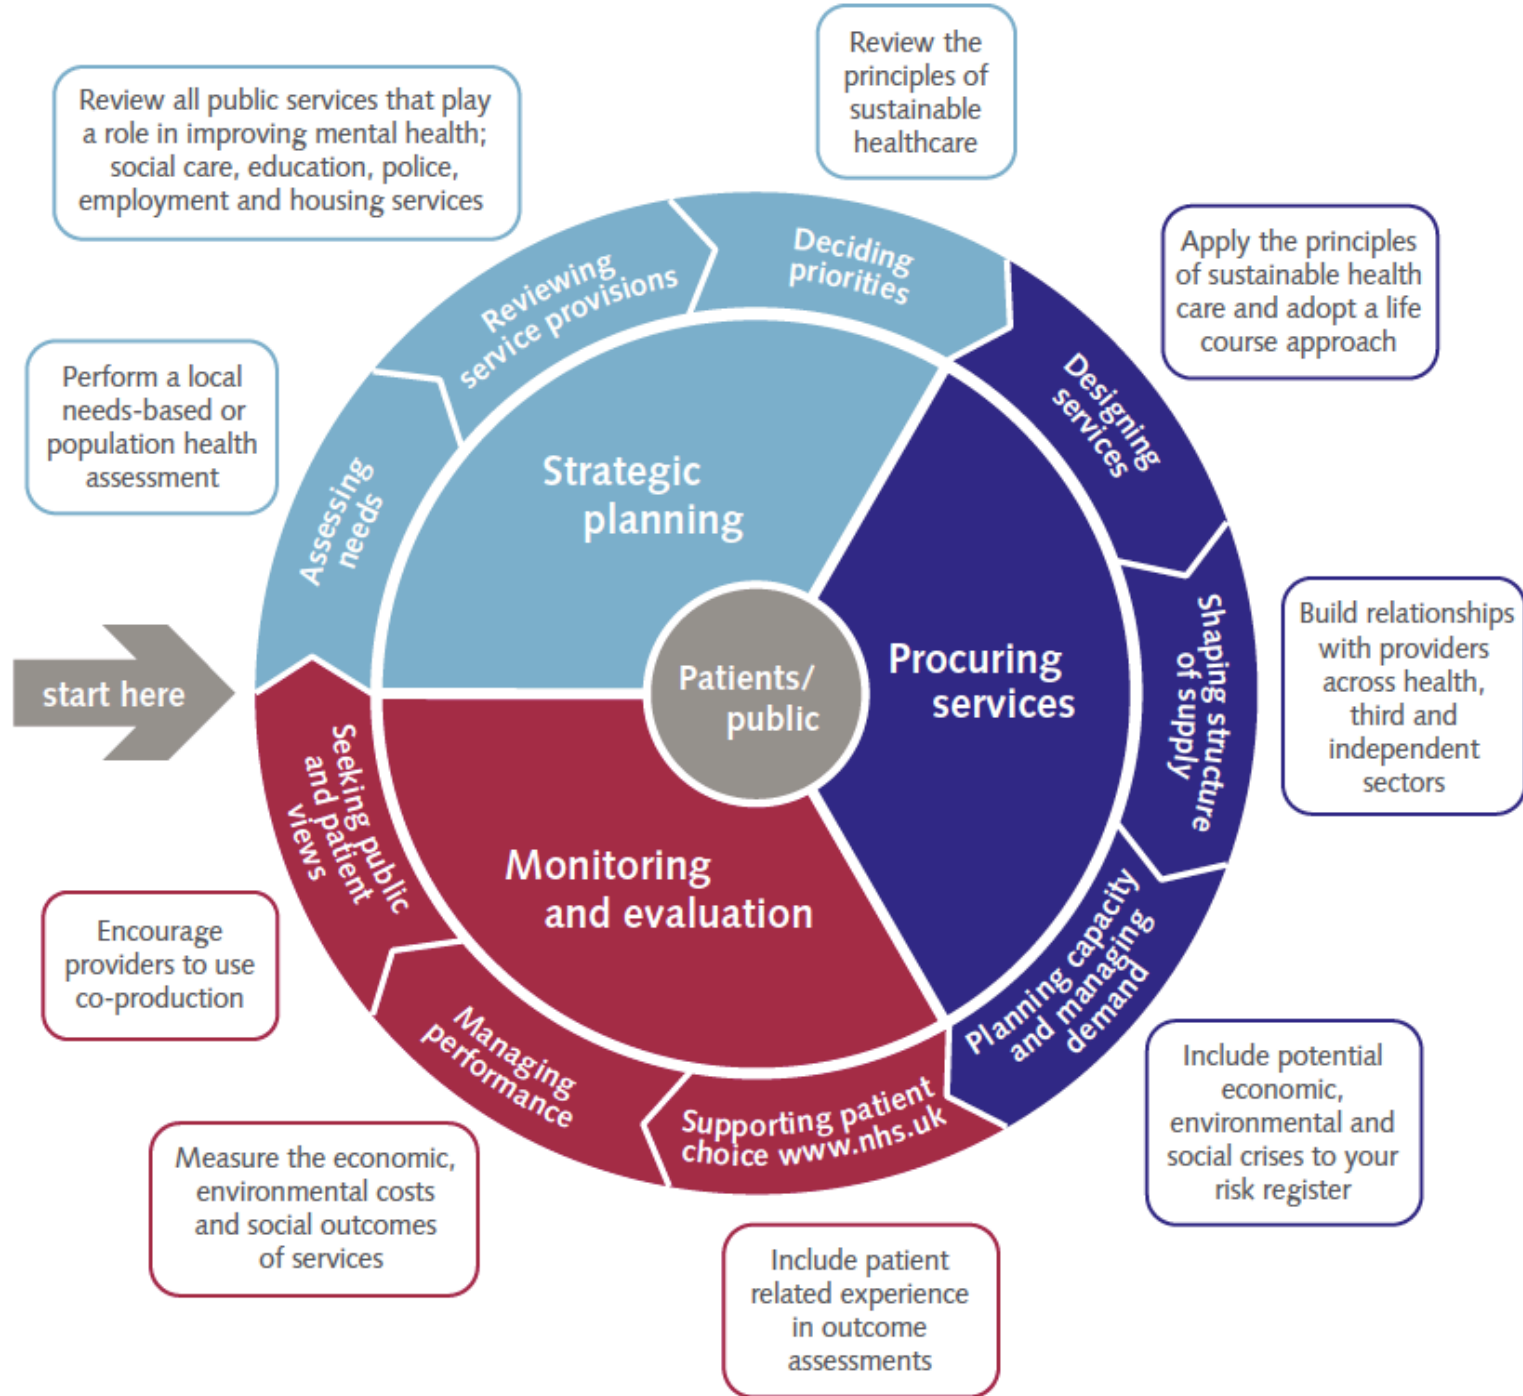 Review the
principles of
sustainable
healthcare
Review all public services that play
a role in improving mental health;
social care, education, police,
employment and housing services
Apply the principles
of sustainable health
care and adopt a life
course approach
Perform a local
needs-based or
population health
assessment
Deciding
priorities
Reviewing
service provisions
Designing
services
Assessing
needs
Strategic
planning
start here
Patients/
public
Procuring
services
Shaping structure
of supply
Build relationships
with providers
across health,
third and
independent
sectors
Seeking public
and patient
views
Monitoring
and evaluation
Planning capacity
and managing
demand
Encourage
providers to use
co-production
Managing
performance
Supporting patient
choice www.nhs.uk
Include potential
economic,
environmental and
social crises to your
risk register
Measure the economic,
environmental costs
and social outcomes
of services
Include patient
related experience
in outcome
assessments